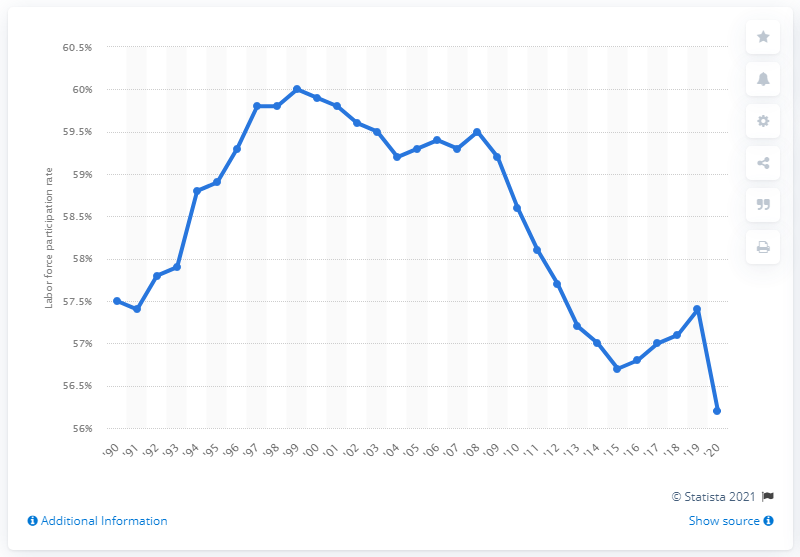 60.5%
60%
59.5%
59%
58.5%
58%
57.5%
57%
56.5%
56%
Labor force participation rate
'90 '91 '92 '93 '94 '95 '96 '97 '98 '99 '00 '01 '02 '03 '04 '05 '06 '07 '08 '09 '10 '11 '12 '13 '14 '15 '16 '17 '18 '19 '20
© Statista 2021
Additional Information
Show source